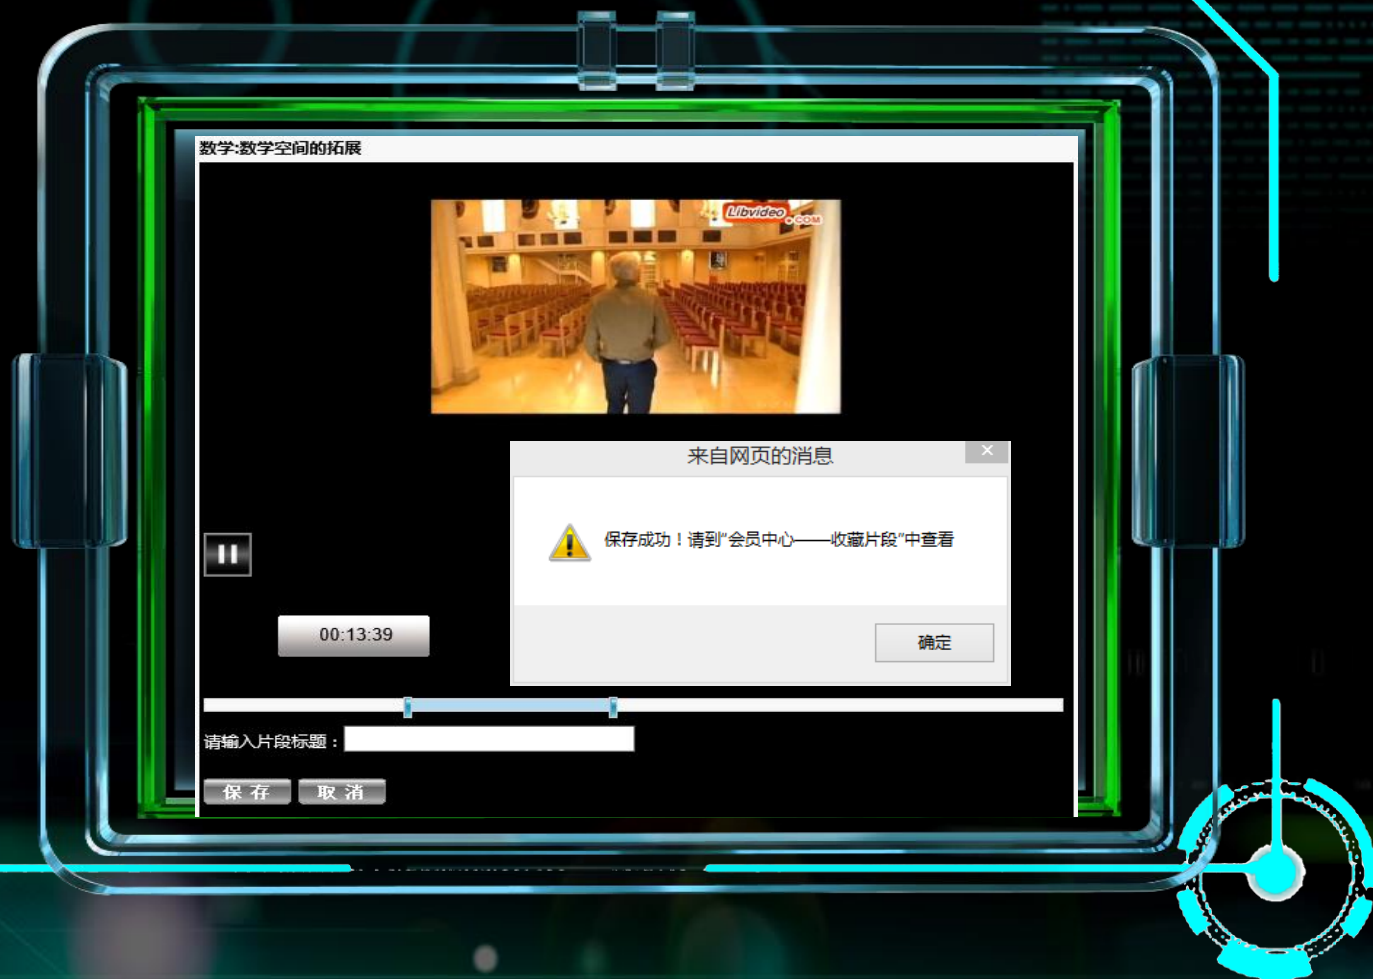 数学:数学空间的拓展
Libvideo.COM
来自网页的消息
保存成功！请到“会员中心——收藏片段”中查看
确定
00:13:39
请输入片段标题：
保 存 取 消